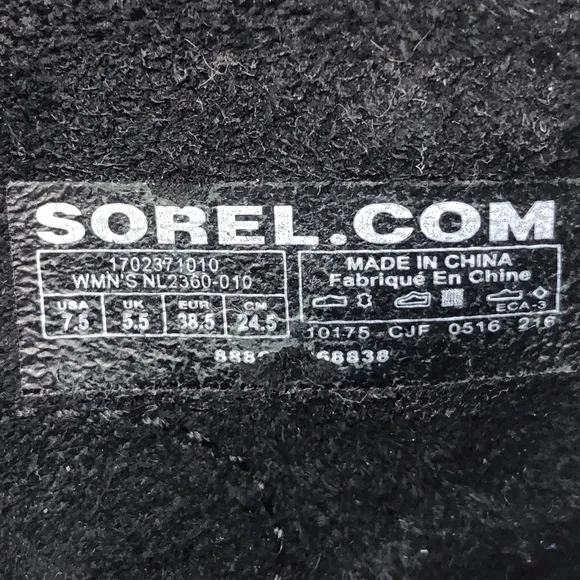 SOREL.COM
1702371010
WMN'S NL2360-010
USA UK EUR CM
7.5 5.5 38.5 24.5
MADE IN CHINA
Fabriqué En Chine
ECA-3
10175 CJF 0516 216